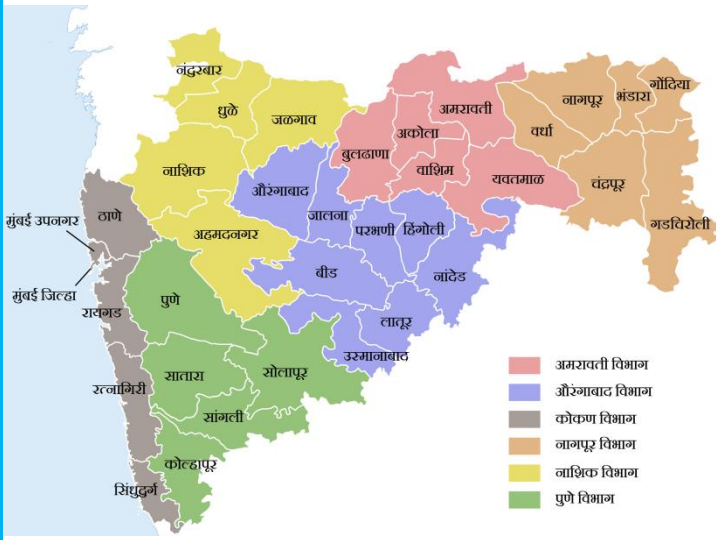 नंदुरबार
धुळे
जळगाव
नाशिक
अहमदनगर
औरंगाबाद
जालना
परभणी
हिंगोली
बीड
नांदेड
लातूर
उस्मानाबाद
बुलढाणा
अकोला
अमरावती
वाशिम
यवतमाळ
वर्धा
नागपूर
भंडारा
गोंदिया
चंद्रपूर
गडचिरोली
ठाणे
मुंबई उपनगर
मुंबई जिल्हा
रायगड
रत्नागिरी
सिंधुदुर्ग
पुणे
सातारा
सोलापूर
सांगली
कोल्हापूर
अमरावती विभाग
औरंगाबाद विभाग
कोकण विभाग
नागपूर विभाग
नाशिक विभाग
पुणे विभाग